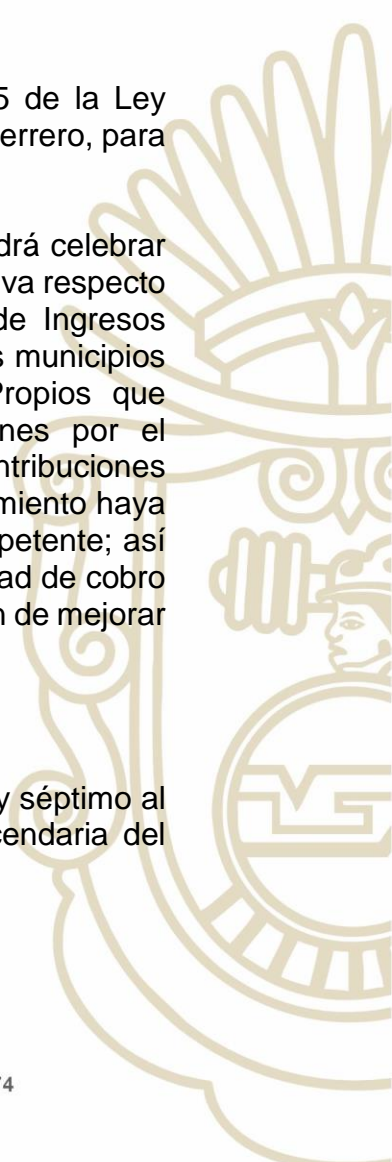 5 de la Ley
errero, para
drá celebrar
va respecto
de Ingresos
s municipios
Propios que
nes por el
ntribuciones
miento haya
petente; así
ad de cobro
n de mejorar
y séptimo al
cendaria del
74